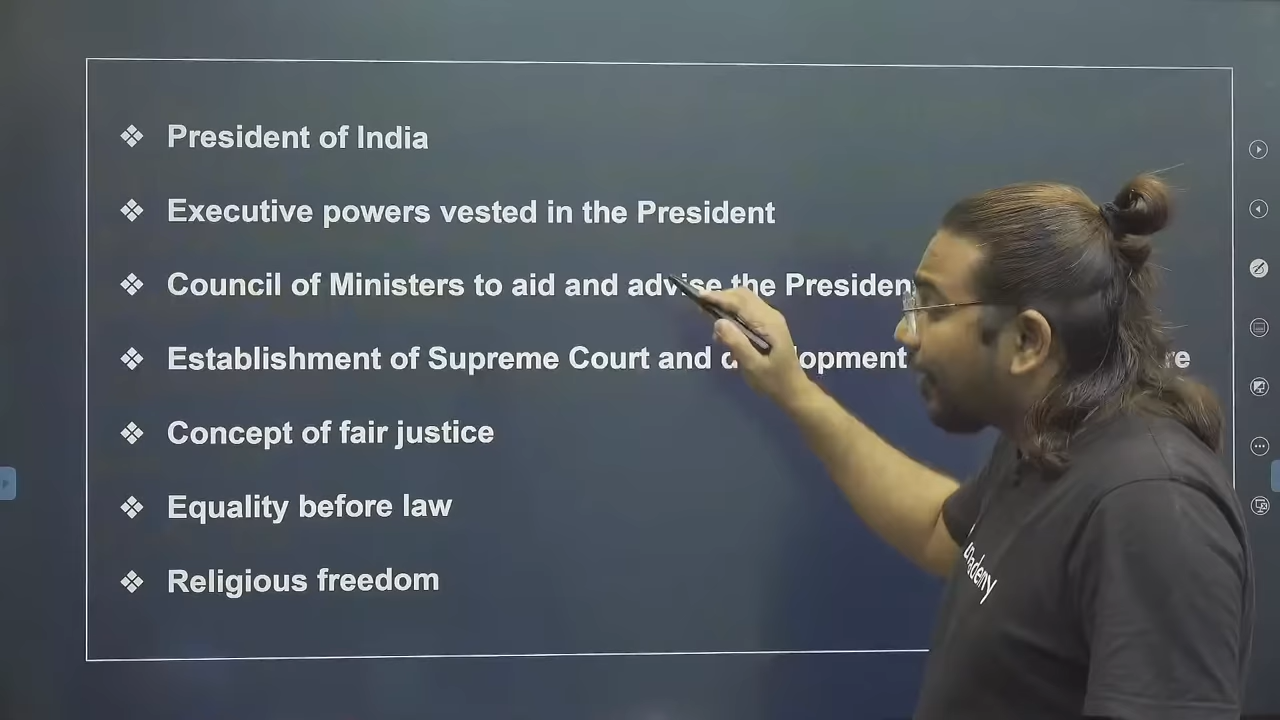 President of India
Executive powers vested in the President
Council of Ministers to aid and advise the Presiden
Establishment of Supreme Court and
Concept of fair justice
Equality before law
Religious freedom